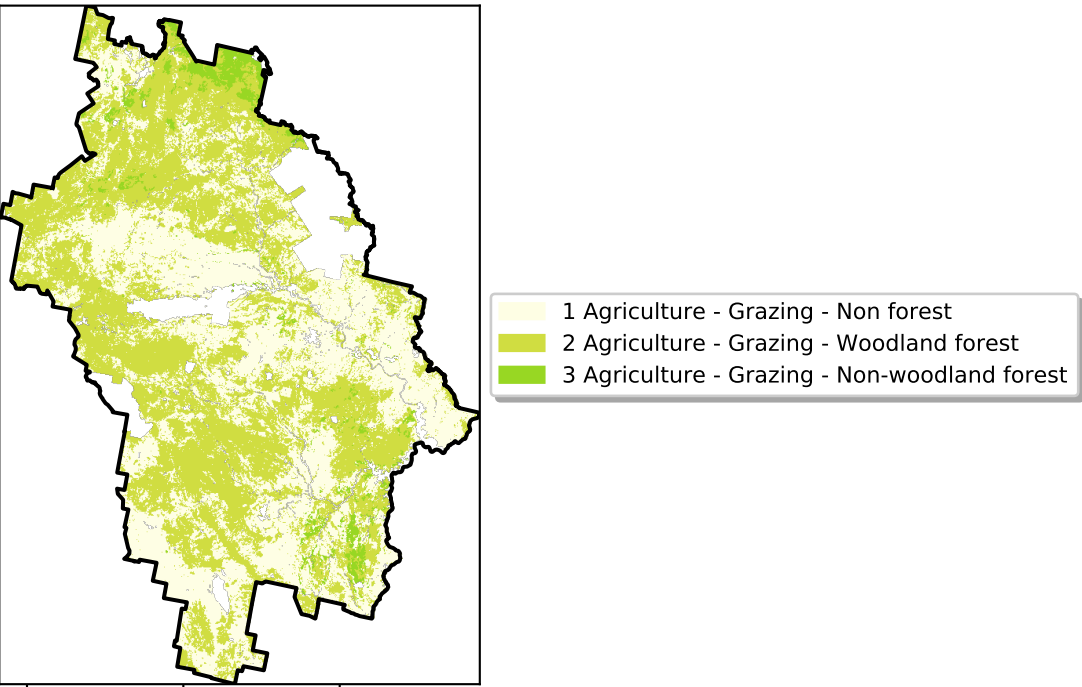 1 Agriculture - Grazing - Non forest
2 Agriculture - Grazing - Woodland forest
3 Agriculture - Grazing - Non-woodland forest